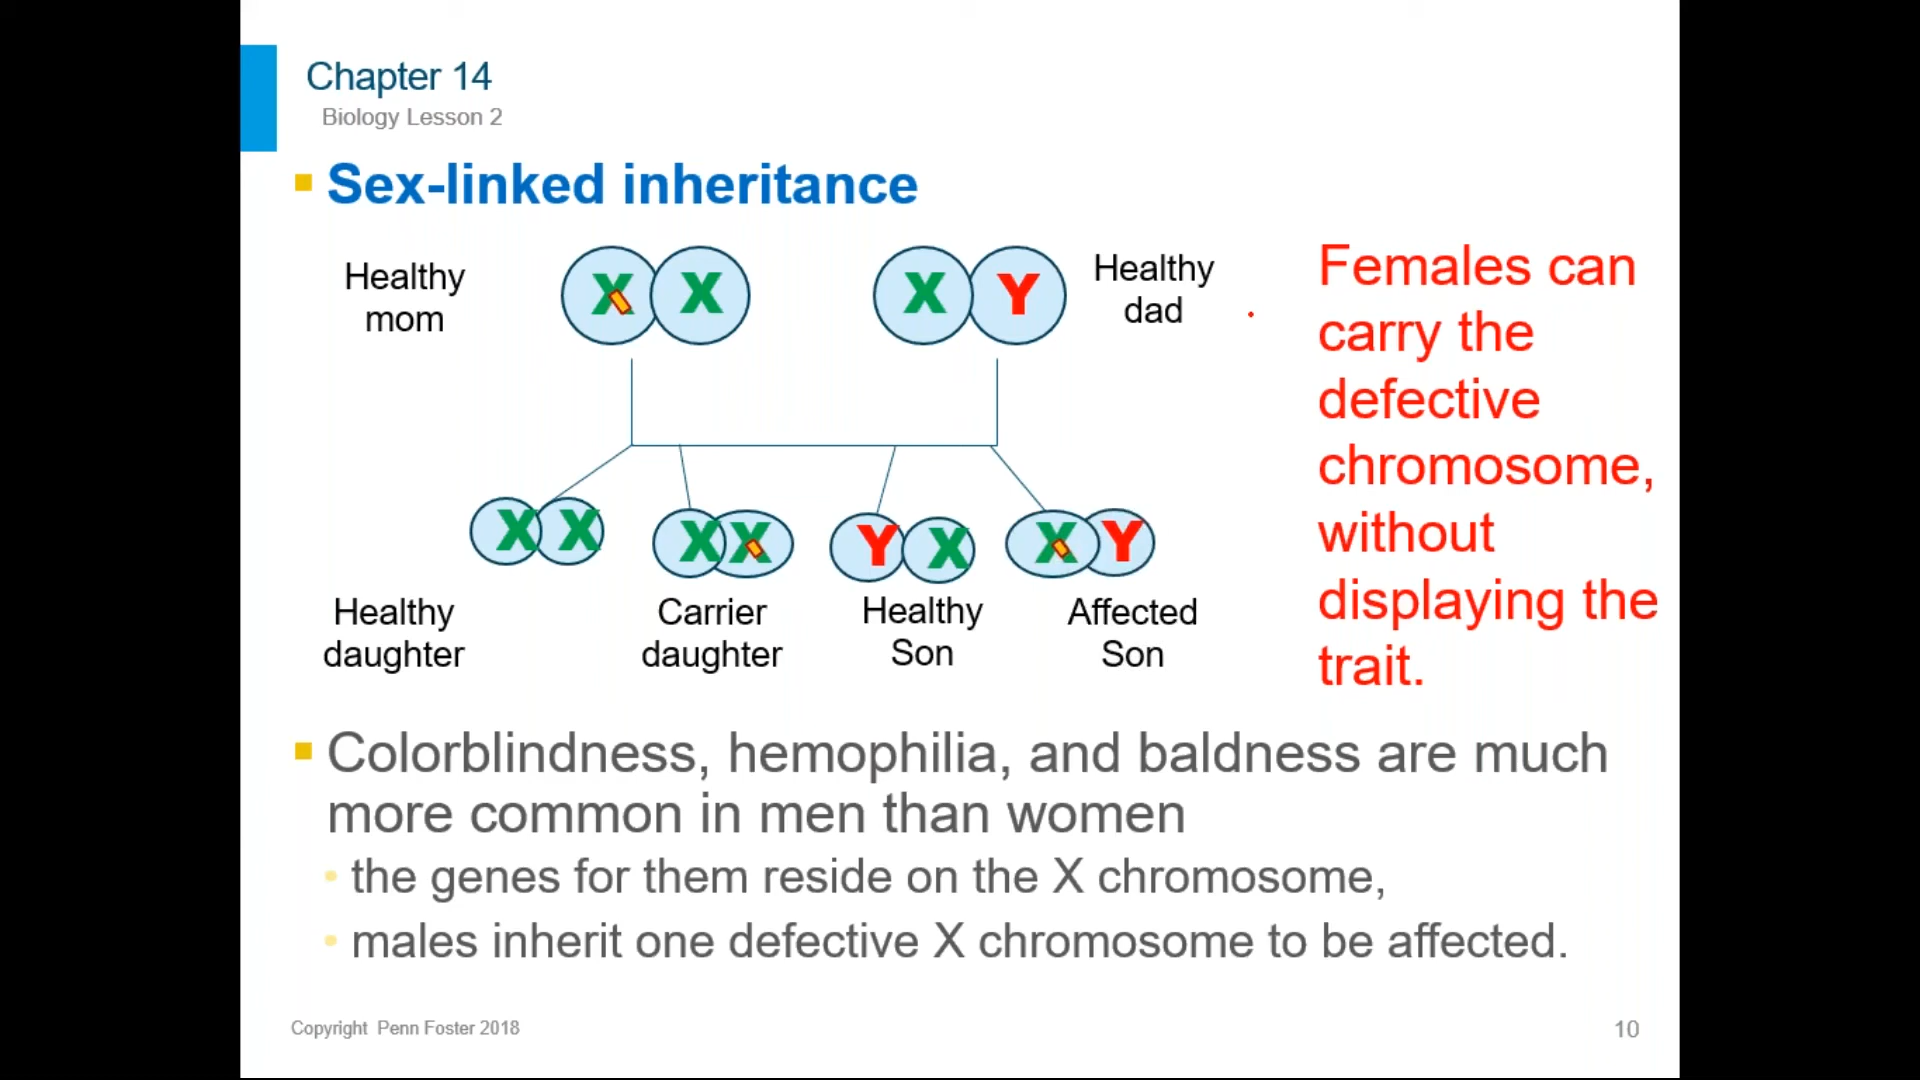 Chapter 14
Biology Lesson 2
Sex-linked inheritance
Healthy
mom
X X
X Y
Healthy
dad
X X
X X
Y X
X Y
Healthy
daughter
Carrier
daughter
Healthy
Son
Affected
Son
Females can
carry the
defective
chromosome,
without
displaying the
trait.
Colorblindness, hemophilia, and baldness are much
more common in men than women
the genes for them reside on the X chromosome,
males inherit one defective X chromosome to be affected.
Copyright Penn Foster 2018
10